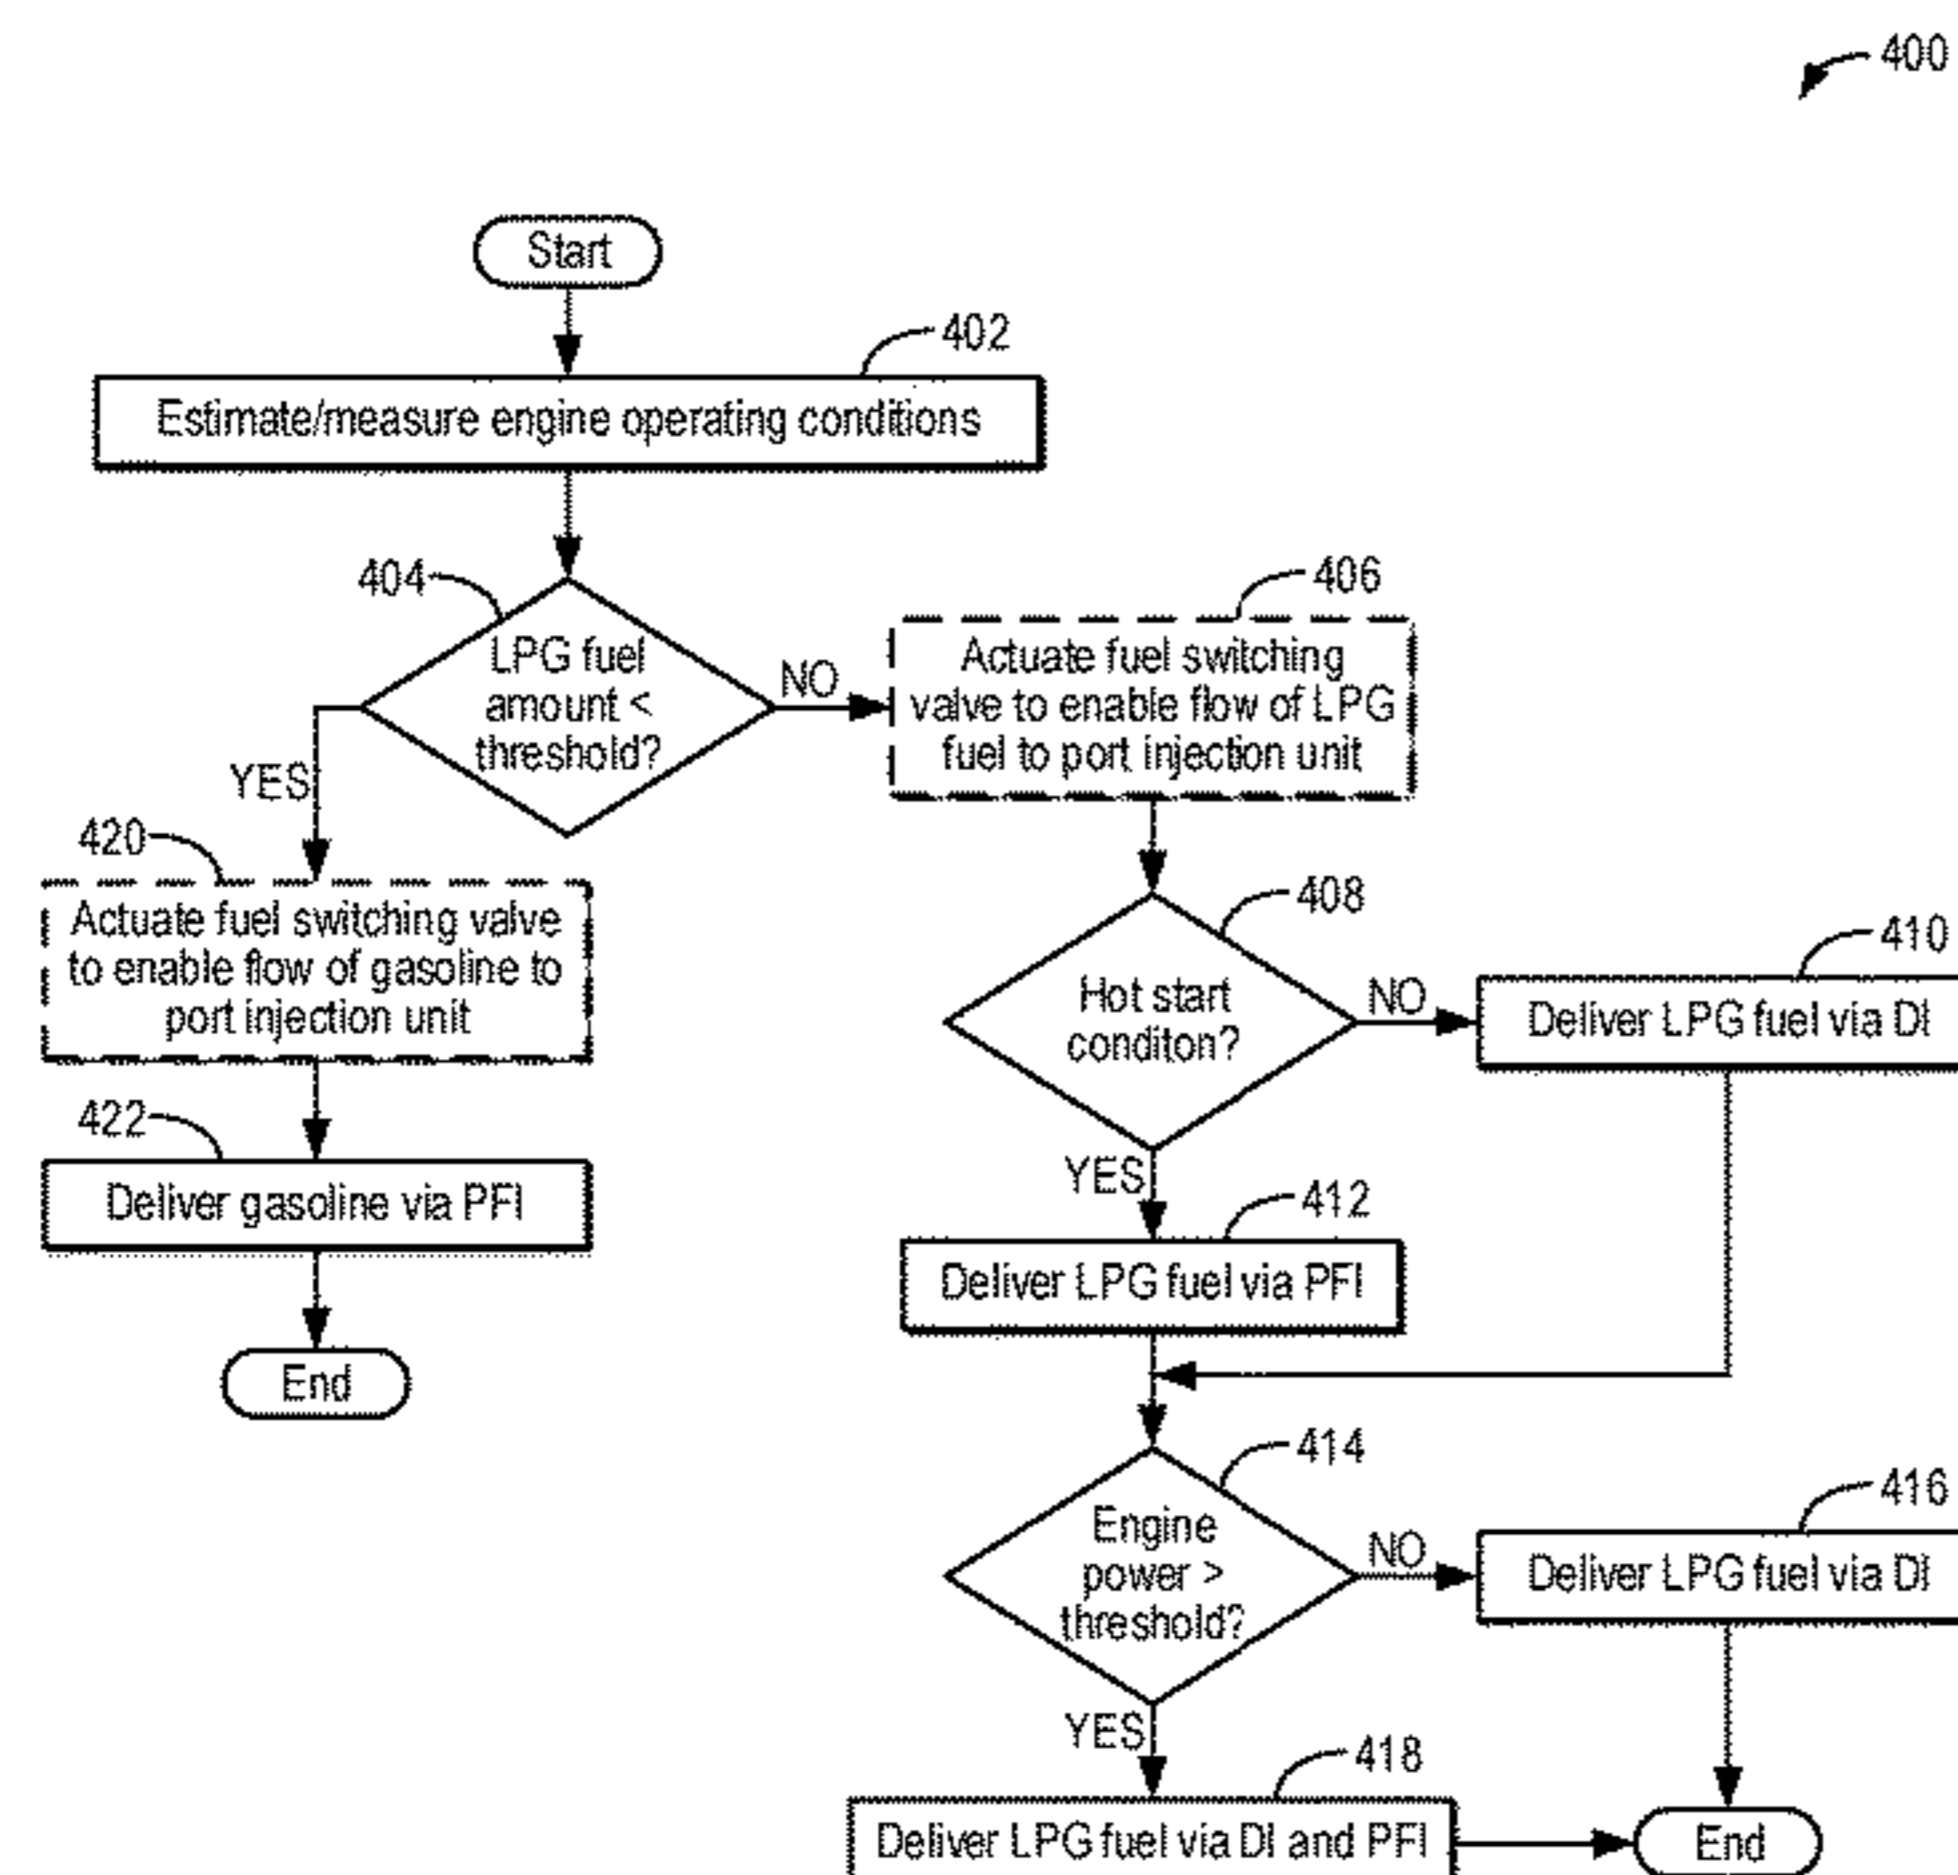 400
Start
402
Estimate/measure engine operating conditions
404
LPG fuel
amount <
threshold?
NO
YES
406
Actuate fuel switching
valve to enable flow of LPG
fuel to port injection unit
420
Actuate fuel switching valve
to enable flow of gasoline to
port injection unit
422
Deliver gasoline via PFI
End
408
Hot start
conditon?
NO
YES
410
Deliver LPG fuel via DI
412
Deliver LPG fuel via PFI
414
Engine
power >
threshold?
NO
YES
416
Deliver LPG fuel via DI
418
Deliver LPG fuel via DI and PFI
End